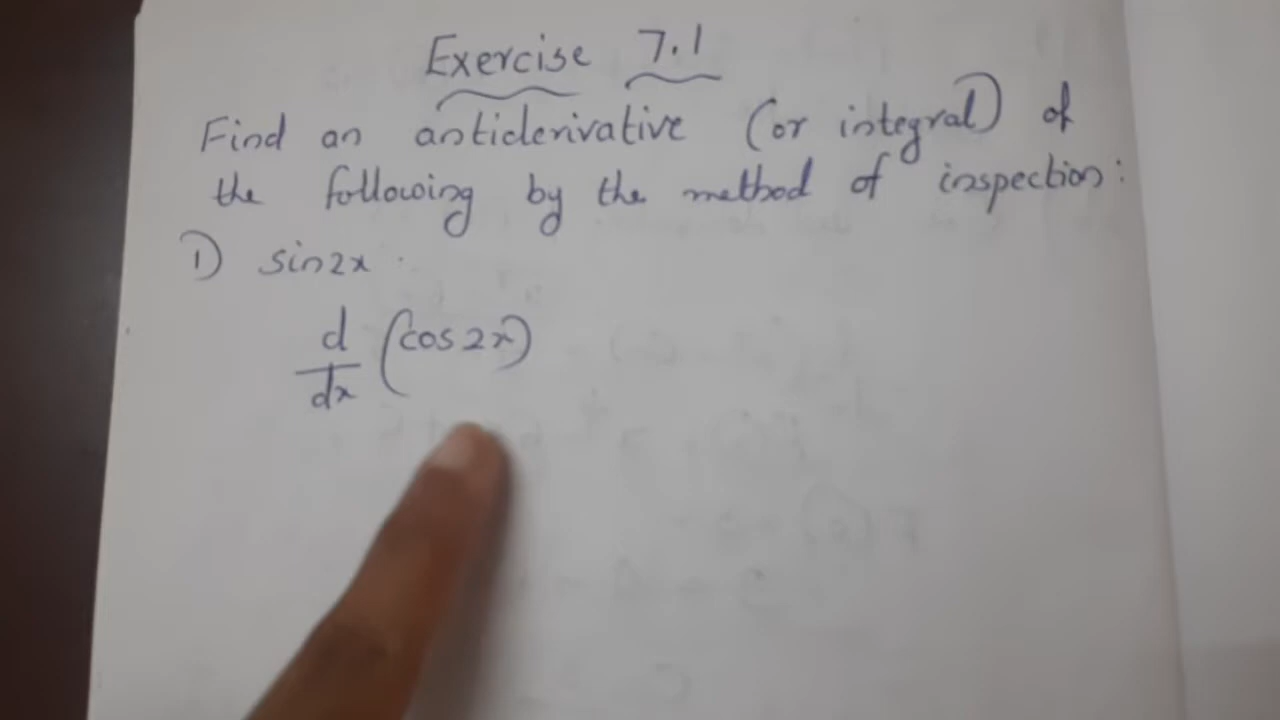 Exercise 7.1
Find an antiderivative (or integral) of
the following by the method of inspection:
1) sin2x
d/dx (cos2x)